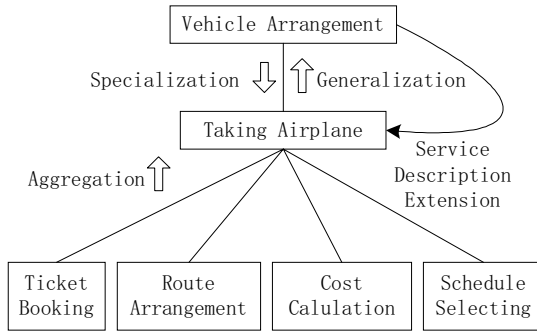 Vehicle Arrangement
Specialization
Generalization
Taking Airplane
Aggregation
Service
Description
Extension
Ticket
Booking
Route
Arrangement
Cost
Calulation
Schedule
Selecting